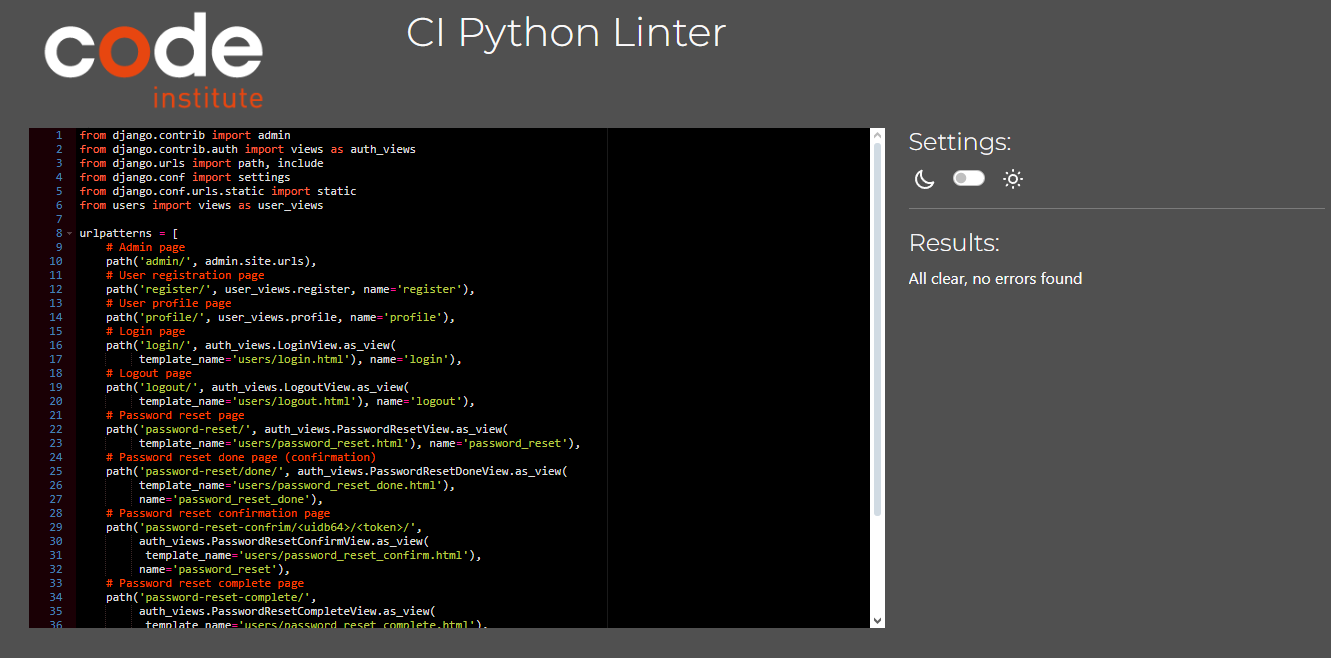 code
institute
CI Python Linter
1 from django.contrib import admin
2 from django.contrib.auth import views as auth_views
3 from django.urls import path, include
4 from django.conf import settings
5 from django.conf.urls.static import static
6 from users import views as user_views
7
8 urlpatterns = [
9     # Admin page
10     path('admin/', admin.site.urls),
11     # User registration page
12     path('register/', user_views.register, name='register'),
13     # User profile page
14     path('profile/', user_views.profile, name='profile'),
15     # Login page
16     path('login/', auth_views.LoginView.as_view(
17          template_name='users/login.html'), name='login'),
18     # Logout page
19     path('logout/', auth_views.LogoutView.as_view(
20          template_name='users/logout.html'), name='logout'),
21     # Password reset page
22     path('password-reset/', auth_views.PasswordResetView.as_view(
23          template_name='users/password_reset.html'), name='password_reset'),
24     # Password reset done page (confirmation)
25     path('password-reset/done/', auth_views.PasswordResetDoneView.as_view(
26          template_name='users/password_reset_done.html'),
27          name='password_reset_done'),
28     # Password reset confirmation page
29     path('password-reset-confrim/<uidb64>/<token>/',
30          auth_views.PasswordResetConfirmView.as_view(
31           template_name='users/password_reset_confirm.html'),
32          name='password_reset'),
33     # Password reset complete page
34     path('password-reset-complete/',
35          auth_views.PasswordResetCompleteView.as_view(
36           template_name='users/password_reset_complete.html'),
Settings:
Results:
All clear, no errors found